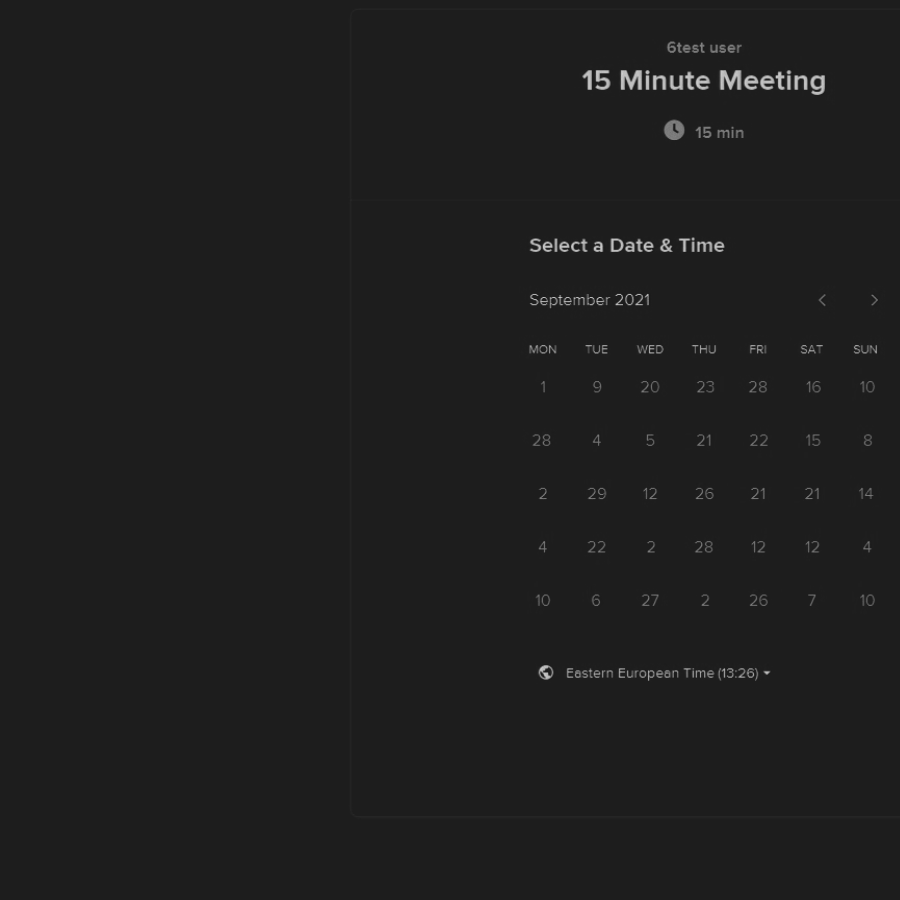 6test user
15 Minute Meeting
15 min
Select a Date & Time
September 2021
MON TUE WED THU FRI SAT SUN
1 9 20 23 28 16 10
28 4 5 21 22 15 8
2 29 12 26 21 21 14
4 22 2 28 12 12 4
10 6 27 2 26 7 10
Eastern European Time (13:26)